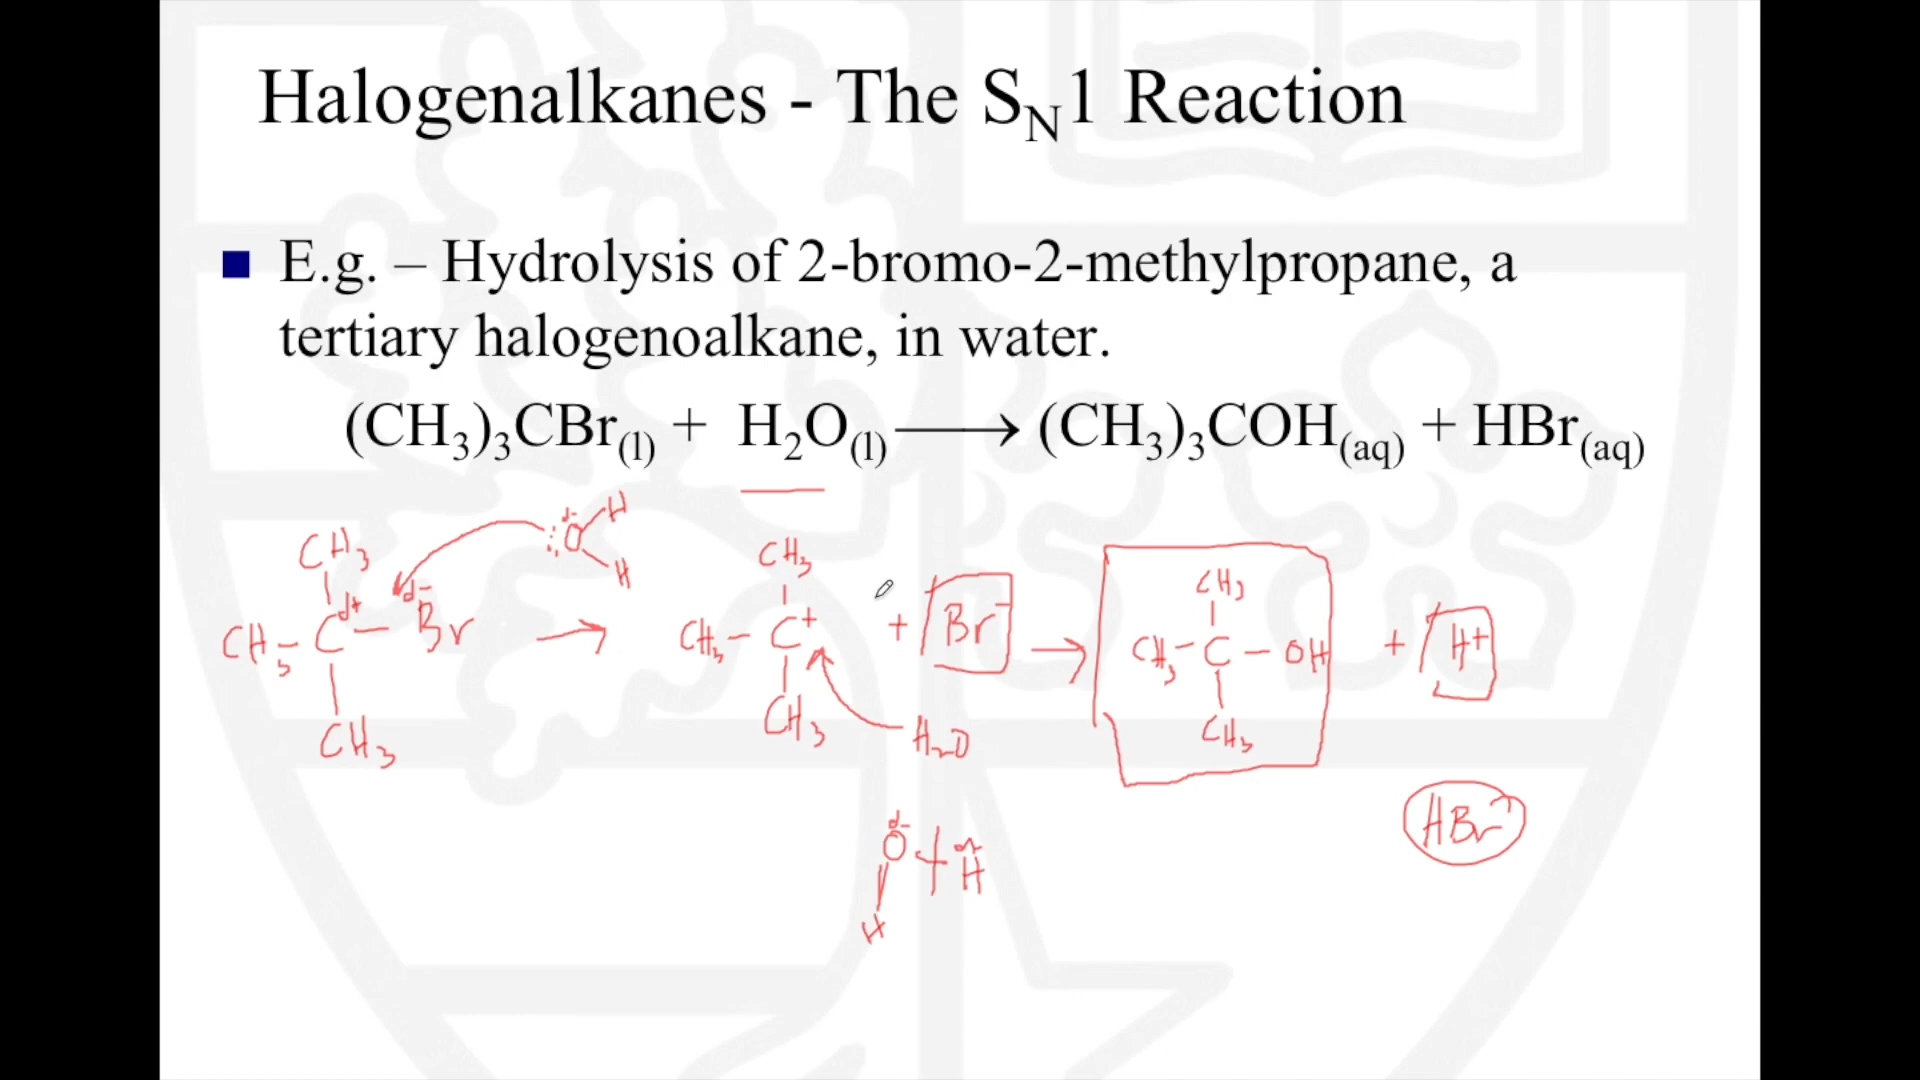 Halogenalkanes - The S_N1 Reaction
■ E.g. – Hydrolysis of 2-bromo-2-methylpropane, a
tertiary halogenoalkane, in water.
(CH₃)₃CBr₍l₎ + H₂O₍l₎ ⟶ (CH₃)₃COH₍aq₎ + HBr₍aq₎
d- O H
H
CH₃
CH₃ – C d+ – Br d-
CH₃
→
CH₃
CH₃ – C+
CH₃
+ Br⁻
H₂O
→
CH₃
CH₃ – C – OH
CH₃
+ H⁺
HBr
d- O H
H